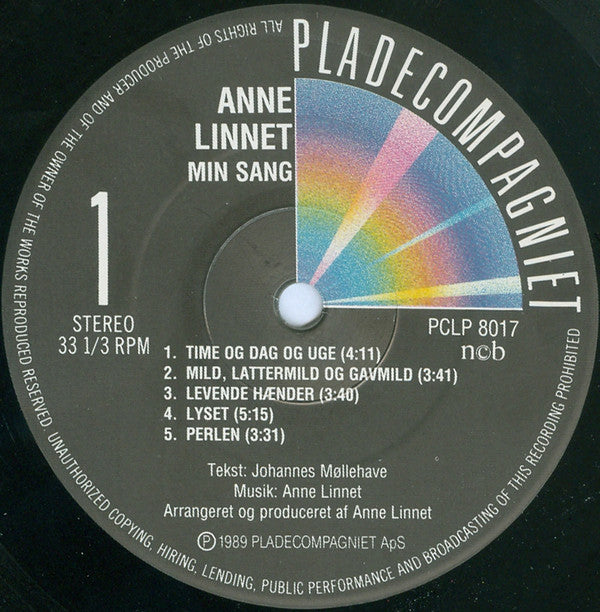 PLADECOMPAGNIET
ANNE
LINNET
MIN SANG
1
STEREO
33 1/3 RPM
PCLP 8017
ncb
1. TIME OG DAG OG UGE (4:11)
2. MILD, LATTERMILD OG GAVMILD (3:41)
3. LEVENDE HÆNDER (3:40)
4. LYSET (5:15)
5. PERLEN (3:31)
Tekst: Johannes Møllehave
Musik: Anne Linnet
Arrangeret og produceret af Anne Linnet
Ⓟ 1989 PLADECOMPAGNIET ApS
ALL RIGHTS OF THE PRODUCER AND OF THE OWNER OF THE WORKS REPRODUCED RESERVED. UNAUTHORIZED COPYING, HIRING, LENDING, PUBLIC PERFORMANCE AND BROADCASTING OF THIS RECORDING PROHIBITED